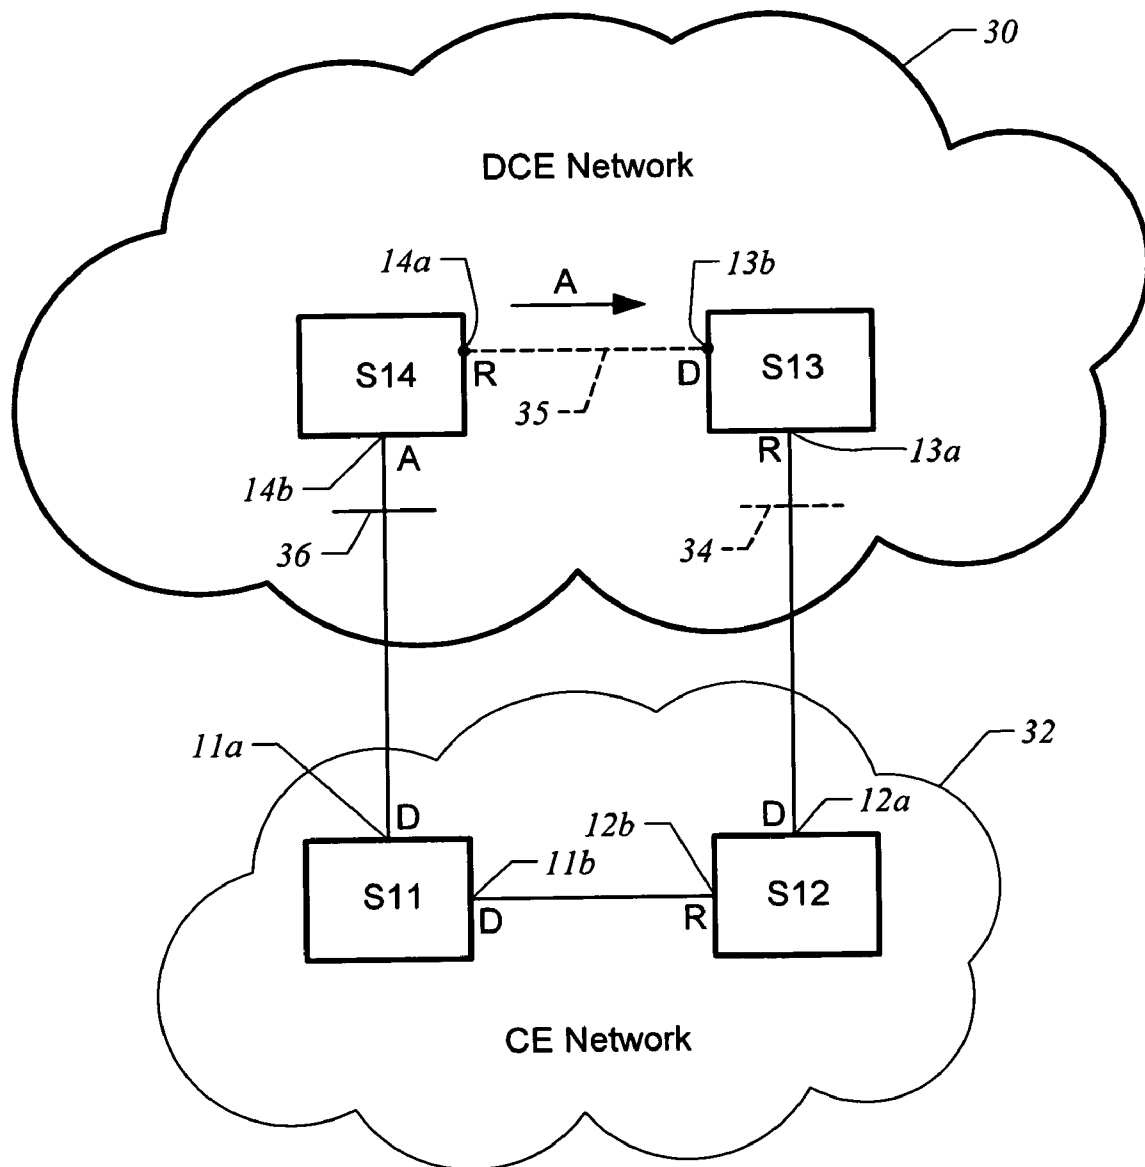 30
DCE Network
14a
A
13b
S14
R
35
D
S13
A
R
13a
14b
36
34
11a
32
D
D
12a
12b
11b
S11
S12
D
R
CE Network